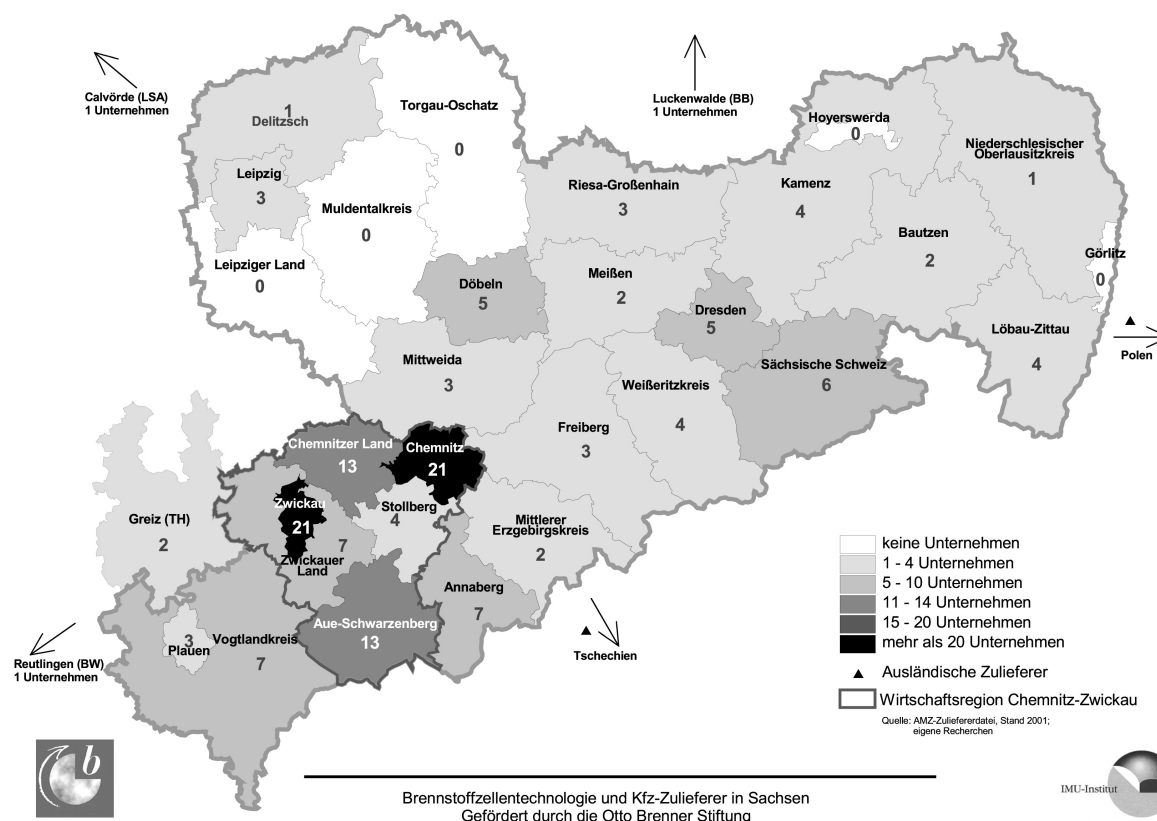 Calvörde (LSA)
1 Unternehmen
Luckenwalde (BB)
1 Unternehmen
1
Delitzsch
Torgau-Oschatz
0
Leipzig
3
Muldentalkreis
0
Leipziger Land
0
Hoyerswerda
0
Niederschlesischer
Oberlausitzkreis
1
Riesa-Großenhain
3
Kamenz
4
Bautzen
2
Görlitz
0
Döbeln
5
Meißen
2
Dresden
5
Löbau-Zittau
4
Polen
Mittweida
3
Weißeritzkreis
4
Sächsische Schweiz
6
Freiberg
3
Chemnitzer Land
13
Chemnitz
21
Zwickau
21
Stollberg
4
7
Zwickauer
Land
Greiz (TH)
2
Mittlerer
Erzgebirgskreis
2
Annaberg
7
Aue-Schwarzenberg
13
3
Plauen
Vogtlandkreis
7
Reutlingen (BW)
1 Unternehmen
Tschechien
keine Unternehmen
1 - 4 Unternehmen
5 - 10 Unternehmen
11 - 14 Unternehmen
15 - 20 Unternehmen
mehr als 20 Unternehmen
Ausländische Zulieferer
Wirtschaftsregion Chemnitz-Zwickau
Quelle: AMZ-Zuliefererdatei, Stand 2001;
eigene Recherchen
b
IMU-Institut
Brennstoffzellentechnologie und Kfz-Zulieferer in Sachsen
Gefördert durch die Otto Brenner Stiftung